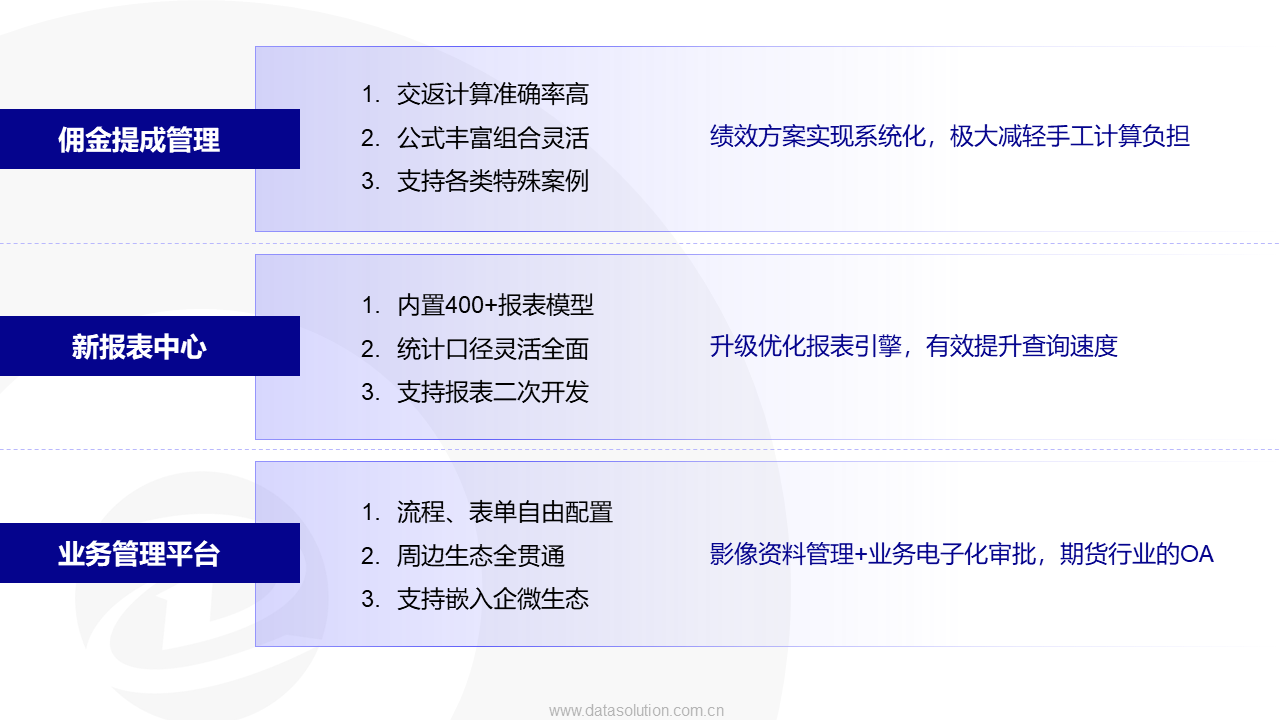 佣金提成管理
1. 交返计算准确率高
2. 公式丰富组合灵活
3. 支持各类特殊案例
绩效方案实现系统化，极大减轻手工计算负担
新报表中心
1. 内置400+报表模型
2. 统计口径灵活全面
3. 支持报表二次开发
升级优化报表引擎，有效提升查询速度
业务管理平台
1. 流程、表单自由配置
2. 周边生态全贯通
3. 支持嵌入企微生态
影像资料管理+业务电子化审批，期货行业的OA
www.datasolution.com.cn